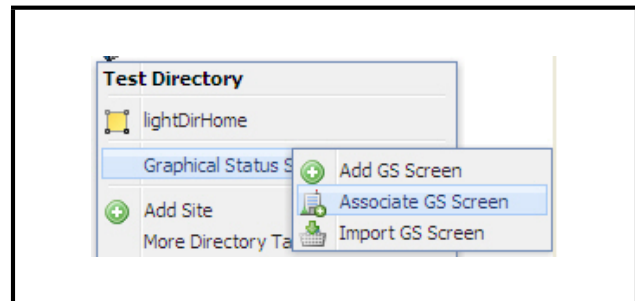 Test Directory
lightDirHome
Graphical Status S
Add GS Screen
Associate GS Screen
Import GS Screen
Add Site
More Directory Ta